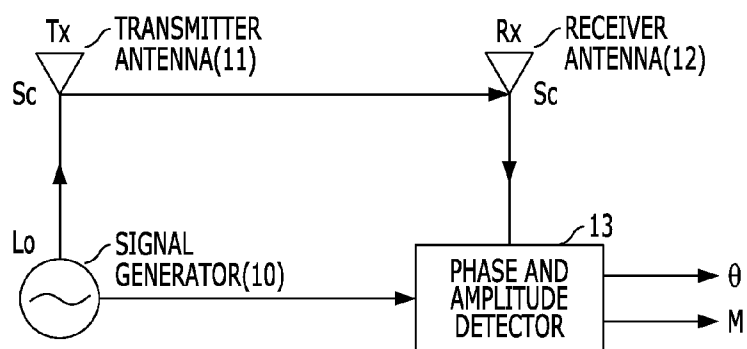 Tx
TRANSMITTER
ANTENNA(11)
Rx
RECEIVER
ANTENNA(12)
Sc
Sc
Lo
SIGNAL
GENERATOR(10)
13
PHASE AND
AMPLITUDE
DETECTOR
θ
M